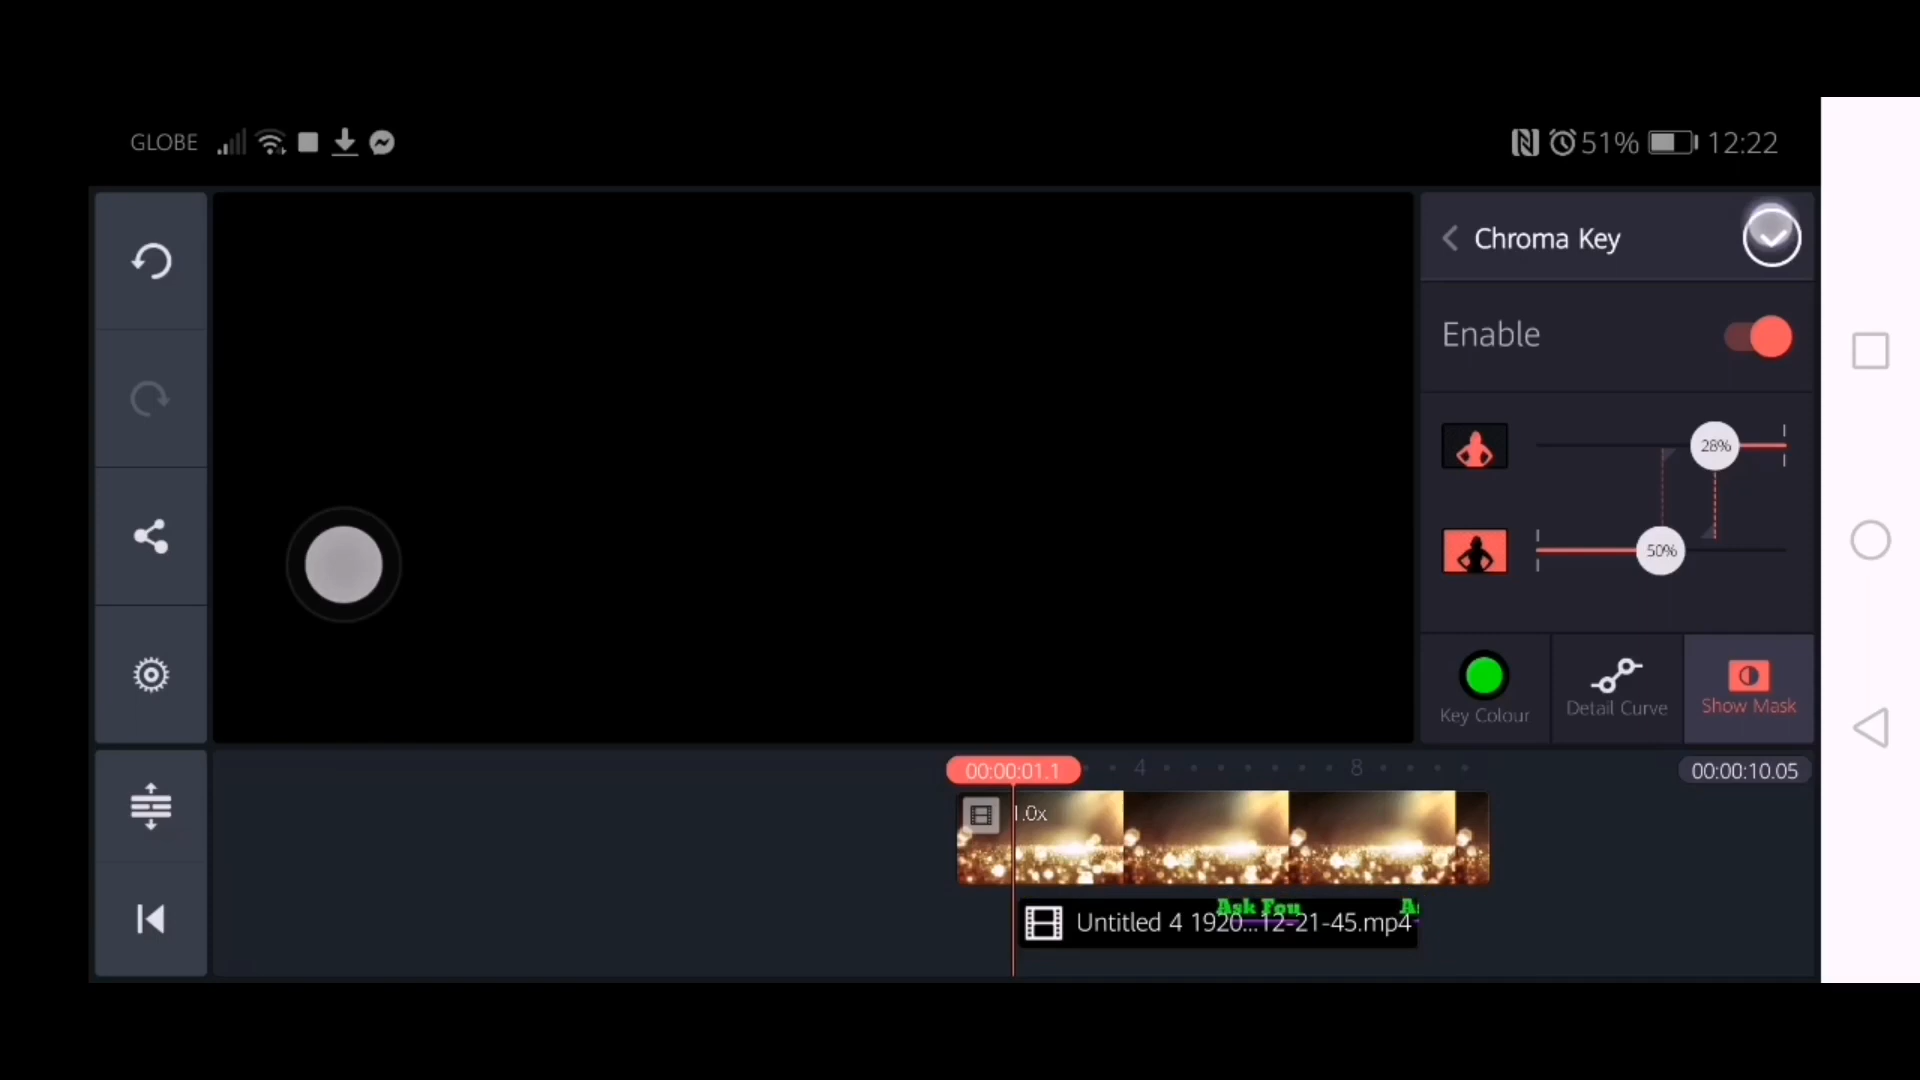 GLOBE
51% 12:22
Chroma Key
Enable
28%
50%
Key Colour
Detail Curve
Show Mask
00:00:01.1
4
8
00:00:10.05
1.0x
Ask Fou
Untitled 4 1920...12-21-45.mp4